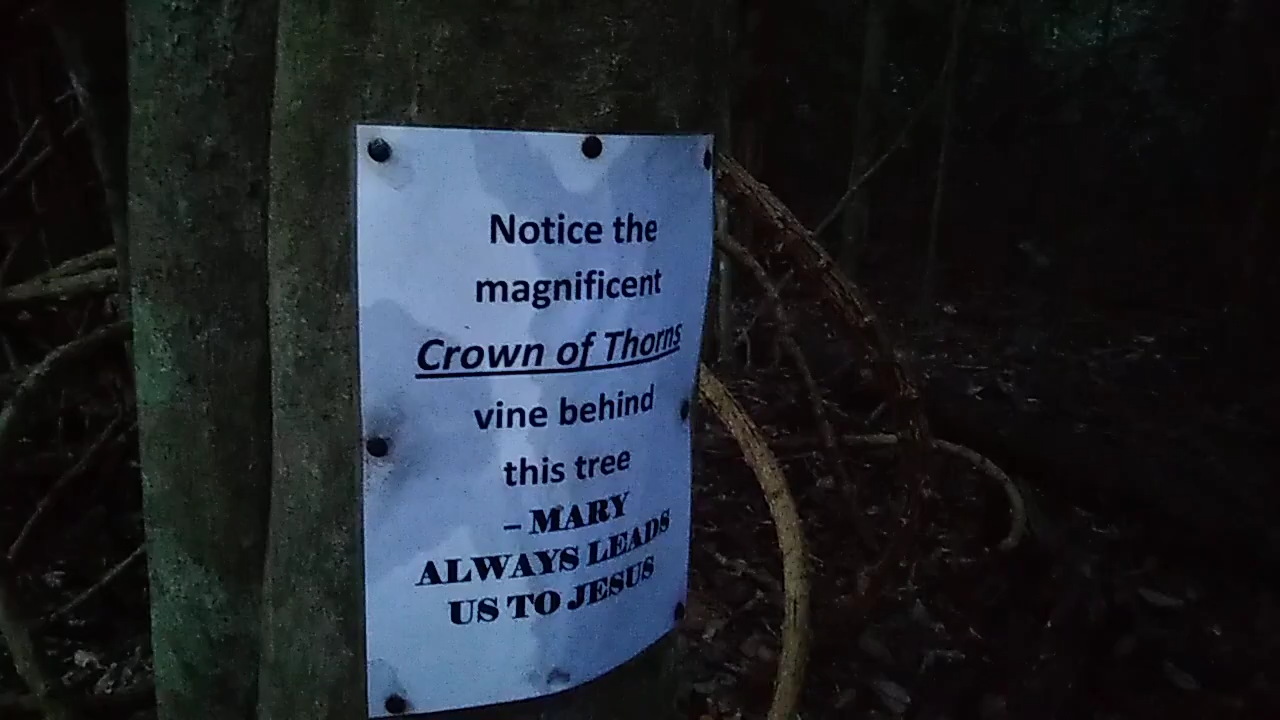 Notice the
magnificent
Crown of Thorns
vine behind
this tree
– MARY
ALWAYS LEADS
US TO JESUS